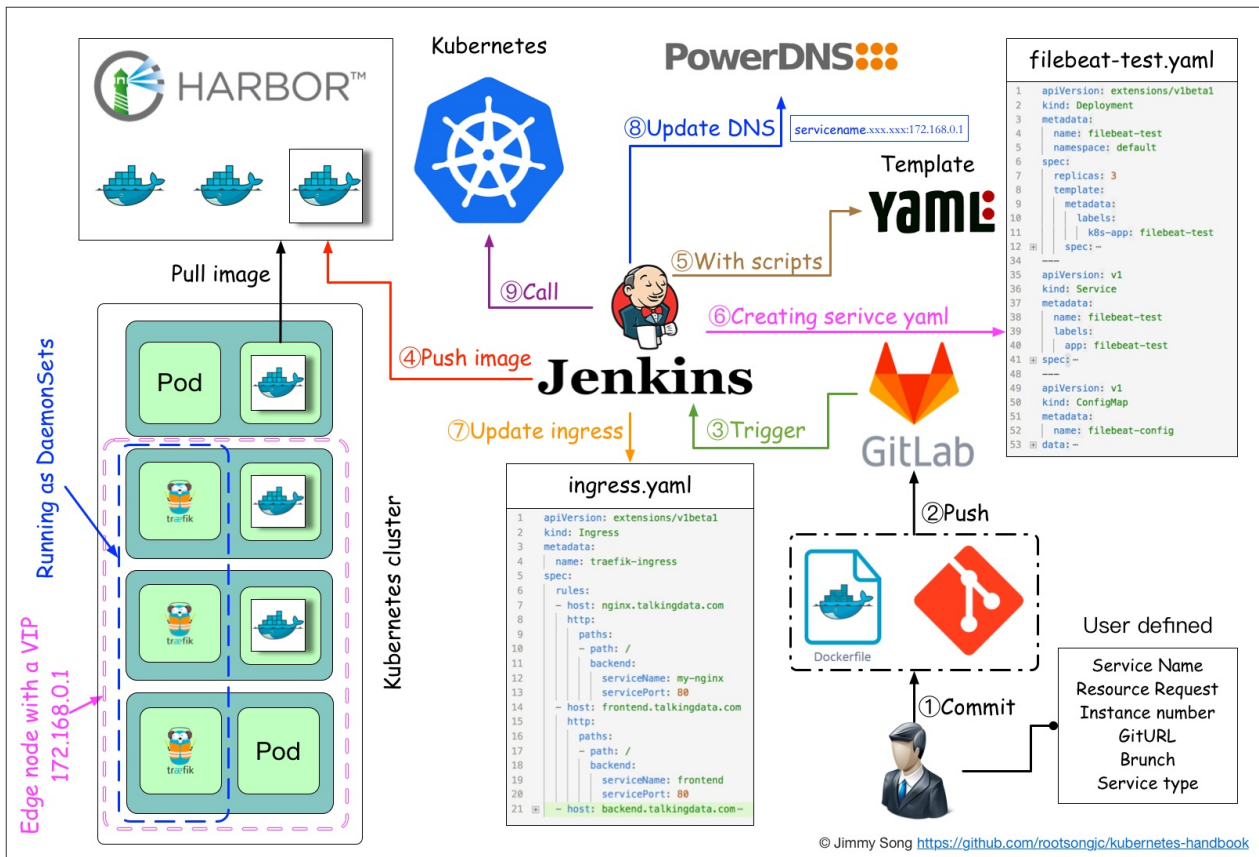 HARBOR™
Pull image
Kubernetes
PowerDNS
⑧Update DNS
servicename.xxx.xxx:172.168.0.1
Template
YAML
⑤With scripts
⑨Call
⑥Creating serivce yaml
④Push image
Jenkins
③Trigger
GitLab
⑦Update ingress
②Push
Dockerfile
①Commit
User defined
Service Name
Resource Request
Instance number
GitURL
Brunch
Service type
filebeat-test.yaml
1 apiVersion: extensions/v1beta1
2 kind: Deployment
3 metadata:
4 name: filebeat-test
5 namespace: default
6 spec:
7 replicas: 3
8 template:
9 metadata:
10 labels:
11 k8s-app: filebeat-test
12 spec:⋯
34 ---
35 apiVersion: v1
36 kind: Service
37 metadata:
38 name: filebeat-test
39 labels:
40 app: filebeat-test
41 spec:⋯
48 ---
49 apiVersion: v1
50 kind: ConfigMap
51 metadata:
52 name: filebeat-config
53 data:⋯
ingress.yaml
1 apiVersion: extensions/v1beta1
2 kind: Ingress
3 metadata:
4 name: traefik-ingress
5 spec:
6 rules:
7 - host: nginx.talkingdata.com
8 http:
9 paths:
10 - path: /
11 backend:
12 serviceName: my-nginx
13 servicePort: 80
14 - host: frontend.talkingdata.com
15 http:
16 paths:
17 - path: /
18 backend:
19 serviceName: frontend
20 servicePort: 80
21 - host: backend.talkingdata.com⋯
Pod
træfik
træfik
træfik
Pod
Running as DaemonSets
Edge node with a VIP
172.168.0.1
Kubernetes cluster
© Jimmy Song https://github.com/rootsongjc/kubernetes-handbook